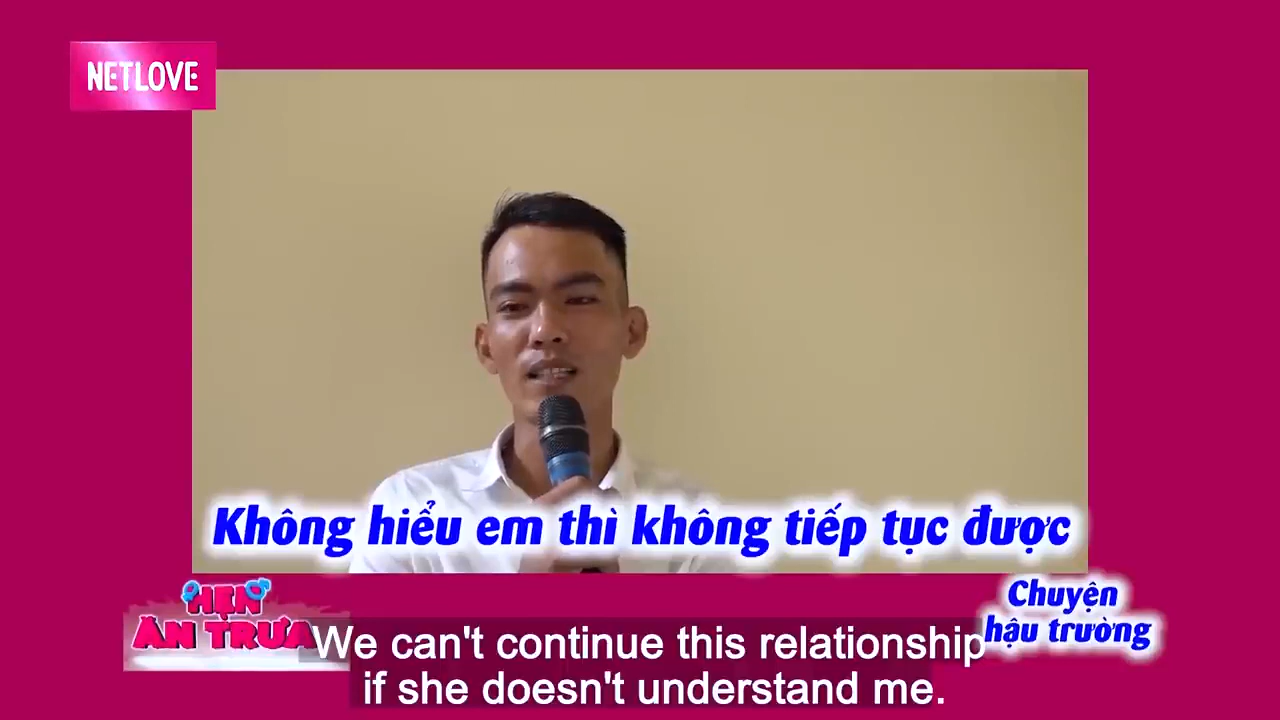 NETLOVE
Không hiểu em thì không tiếp tục được
HẸN
ĂN TRƯA
Chuyện
hậu trường
We can't continue this relationship
if she doesn't understand me.